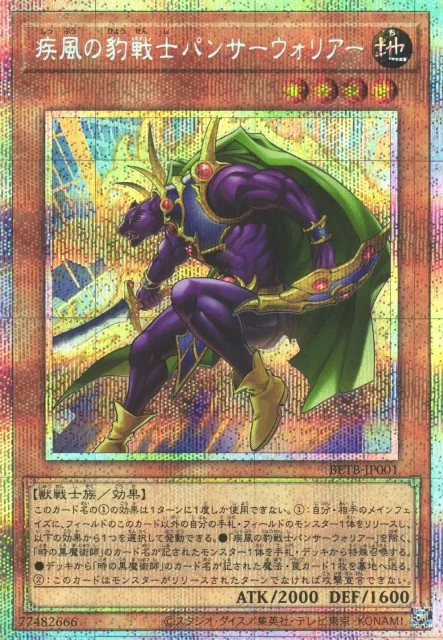 疾風の豹戦士パンサーウォリアー
地
BETB-JP001
【獣戦士族／効果】
このカード名の①の効果は1ターンに1度しか使用できない。①：自分・相手のメインフェ
イズに、フィールドのこのカード以外の自分の手札・フィールドのモンスター1体をリリースし、
以下の効果から1つを選択して発動できる。●「疾風の豹戦士パンサーウォリアー」を除く、
「時の黒魔術師」のカード名が記されたモンスター1体を手札・デッキから特殊召喚する。
●デッキから「時の黒魔術師」のカード名が記された魔法・罠カード1枚を墓地へ送る。
②：このカードはモンスターがリリースされたターンでなければ攻撃宣言できない。
ATK/2000 DEF/1600
77482666
©スタジオ・ダイス／集英社・テレビ東京・KONAMI